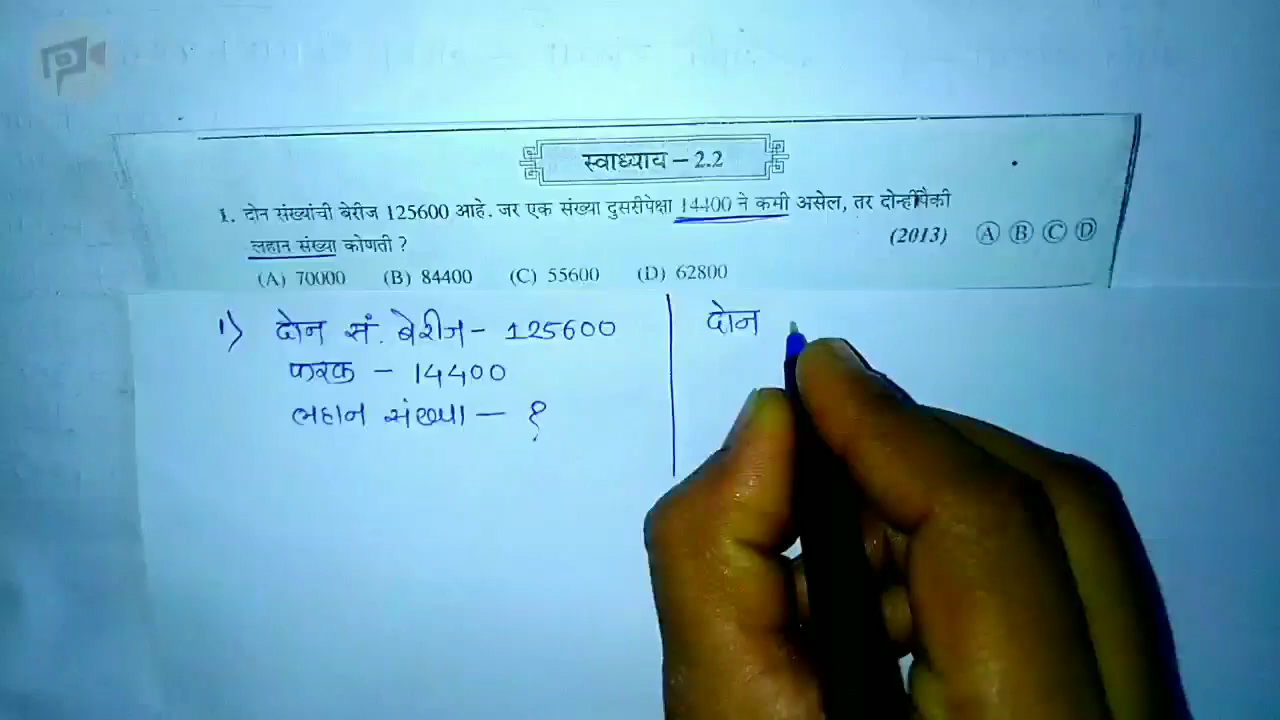 स्वाध्याय – 2.2
1. दोन संख्यांची बेरीज 125600 आहे. जर एक संख्या दुसरीपेक्षा 14400 ने कमी असेल, तर दोन्हींपैकी
लहान संख्या कोणती ? (2013) Ⓐ Ⓑ Ⓒ Ⓓ
(A) 70000 (B) 84400 (C) 55600 (D) 62800
1) दोन सं. बेरीज - 125600
फरक - 14400
लहान संख्या - ?
दोन